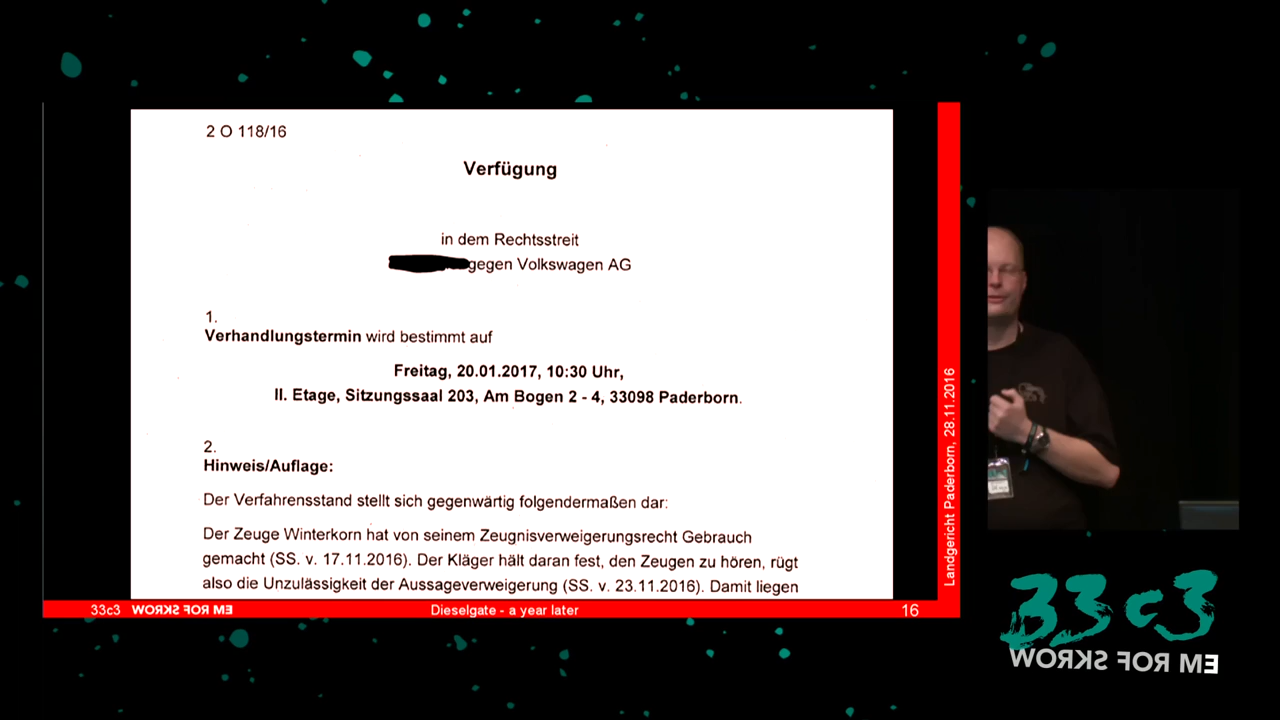 2 O 118/16
Verfügung
in dem Rechtsstreit
gegen Volkswagen AG
1.
Verhandlungstermin wird bestimmt auf
Freitag, 20.01.2017, 10:30 Uhr,
II. Etage, Sitzungssaal 203, Am Bogen 2 - 4, 33098 Paderborn.
2.
Hinweis/Auflage:
Der Verfahrensstand stellt sich gegenwärtig folgendermaßen dar:
Der Zeuge Winterkorn hat von seinem Zeugnisverweigerungsrecht Gebrauch
gemacht (SS. v. 17.11.2016). Der Kläger hält daran fest, den Zeugen zu hören, rügt
also die Unzulässigkeit der Aussageverweigerung (SS. v. 23.11.2016). Damit liegen
Landgericht Paderborn, 28.11.2016
33c3 WORKS FOR ME
Dieselgate - a year later
16
33c3
WORKS FOR ME